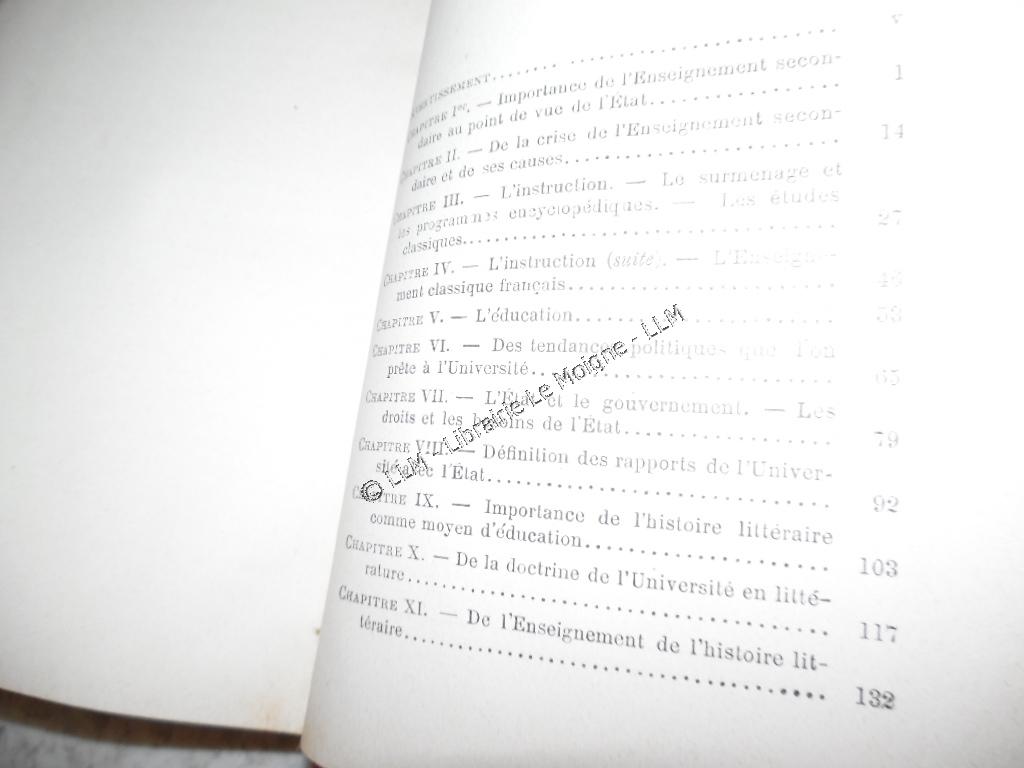 AVERTISSEMENT........ ........................... V
CHAPITRE Ier. — Importance de l'Enseignement secon-
daire au point de vue de l'État................. 1
CHAPITRE II. — De la crise de l'Enseignement secon-
daire et de ses causes........................ 14
CHAPITRE III. — L'instruction. — Le surmenage et
les programmes encyclopédiques. — Les études
classiques................................. 27
CHAPITRE IV. — L'instruction (suite). — L'Enseigne-
ment classique français........................
CHAPITRE V. — L'éducation........................ 53
CHAPITRE VI. — Des tendances politiques que l'on
prête à l'Université........................... 65
CHAPITRE VII. — L'État et le gouvernement. — Les
droits et les besoins de l'État.................. 79
CHAPITRE VIII. — Définition des rapports de l'Univer-
sité avec l'État.............................. 92
CHAPITRE IX. — Importance de l'histoire littéraire
comme moyen d'éducation..................... 103
CHAPITRE X. — De la doctrine de l'Université en litté-
rature.................................... 117
CHAPITRE XI. — De l'Enseignement de l'histoire lit-
téraire.................................... 132
© LLM - Librairie Le Moigne - LLM